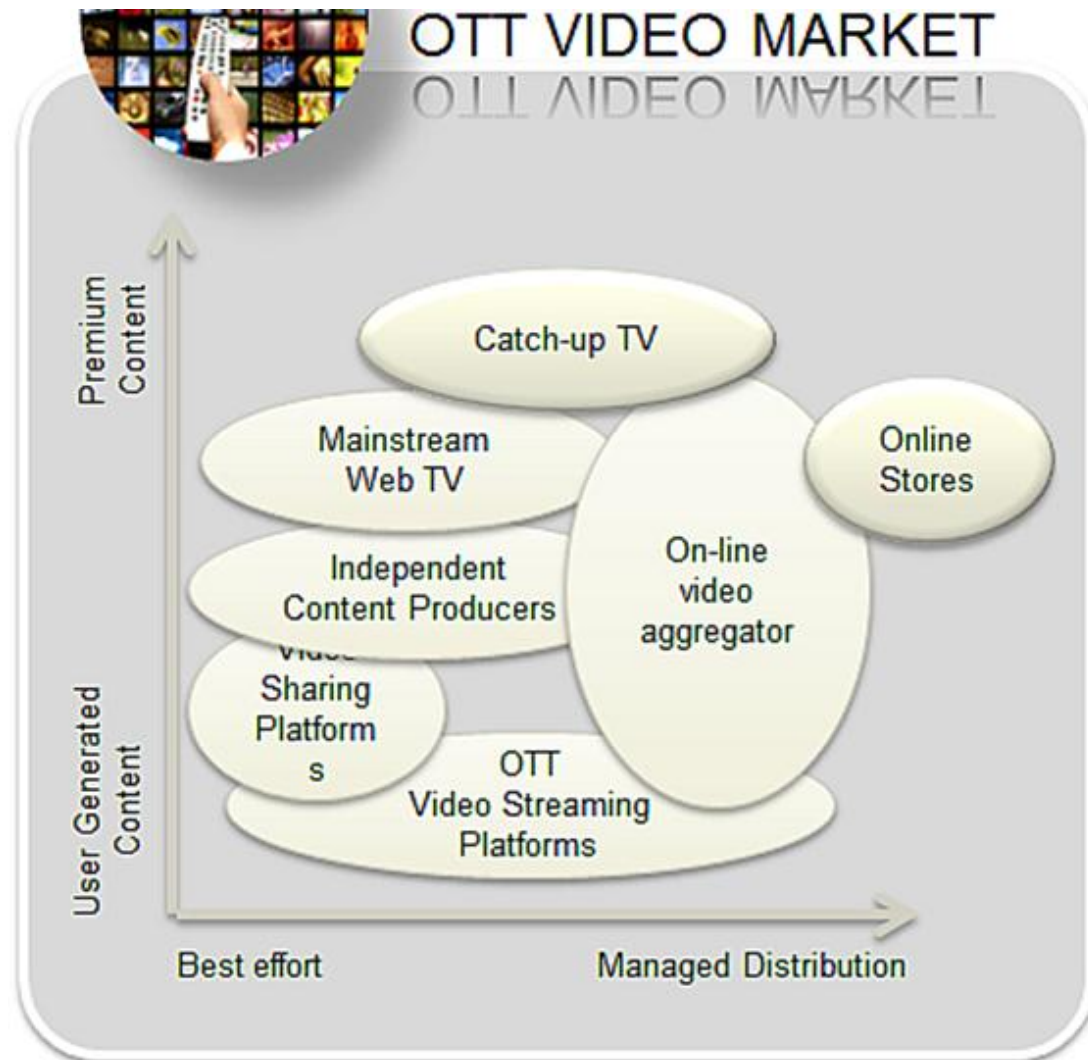 OTT VIDEO MARKET
Premium
Content
Catch-up TV
Mainstream
Web TV
Online
Stores
On-line
video
aggregator
Independent
Content Producers
Video
Sharing
Platform
s
OTT
Video Streaming
Platforms
User Generated
Content
Best effort
Managed Distribution